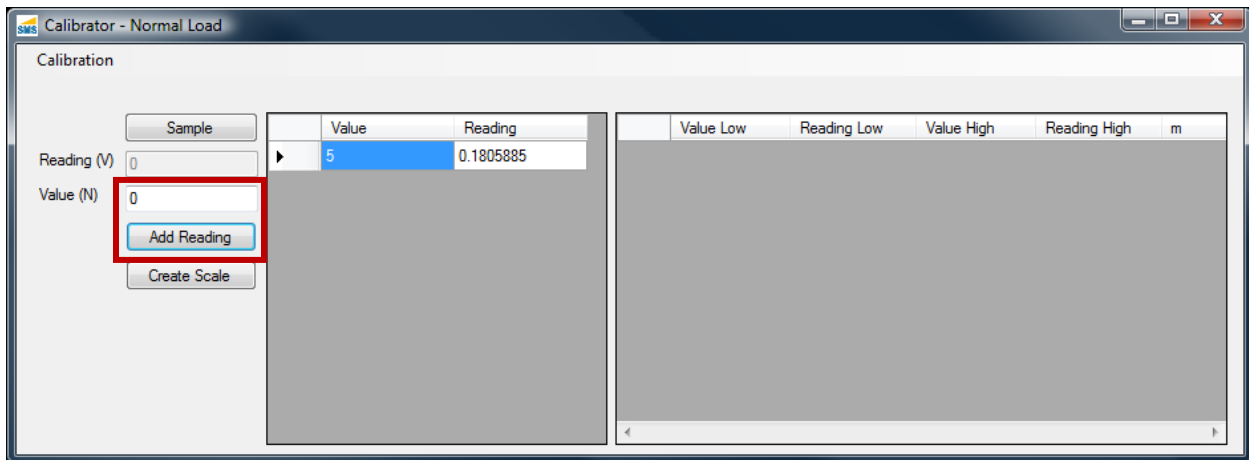 SMS Calibrator - Normal Load
Calibration
Sample
Reading (V) 0
Value (N) 0
Add Reading
Create Scale
Value Reading
5 0.1805885
Value Low Reading Low Value High Reading High m